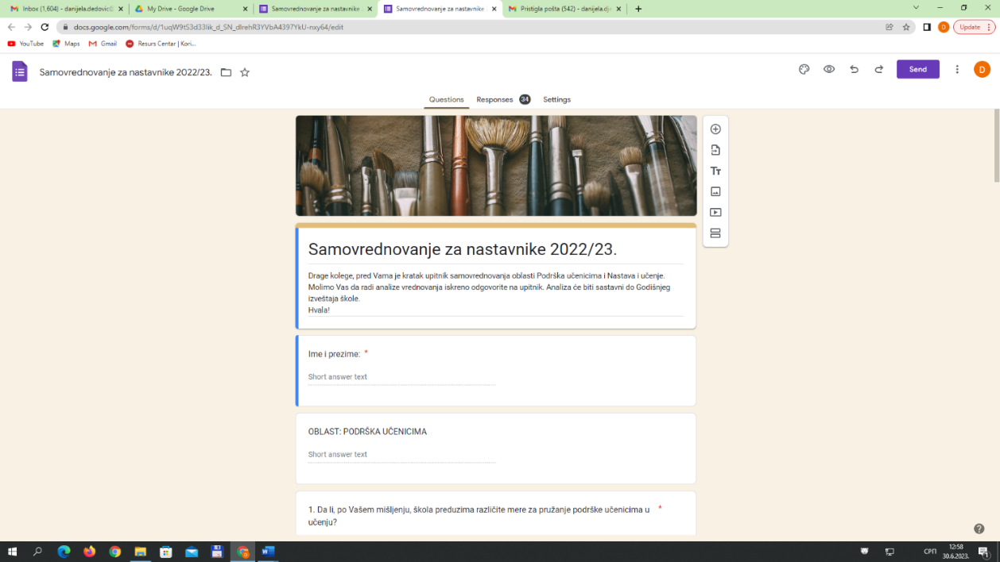 Inbox (1,604) - danijela.dedovic@
My Drive - Google Drive
Samovrednovanje za nastavnike
Samovrednovanje za nastavnike
Pristigla pošta (542) - danijela.dj
docs.google.com/forms/d/1uqW9tS3d33lik_d_SN_dlrehR3YVbA4397YkU-nxy64/edit
D
Update
YouTube
Maps
Gmail
Resurs Centar | Kori...
Samovrednovanje za nastavnike 2022/23.
Send
D
Questions
Responses 34
Settings
Samovrednovanje za nastavnike 2022/23.
Drage kolege, pred Vama je kratak upitnik samovrednovanja oblasti Podrška učenicima i Nastava i učenje.
Molimo Vas da radi analize vrednovanja iskreno odgovorite na upitnik. Analiza će biti sastavni do Godišnjeg
izveštaja škole.
Hvala!
Tт
Ime i prezime: *
Short answer text
OBLAST: PODRŠKA UČENICIMA
Short answer text
1. Da li, po Vašem mišljenju, škola preduzima različite mere za pružanje podrške učenicima u *
učenju?
СРП
12:58
30.6.2023.
1